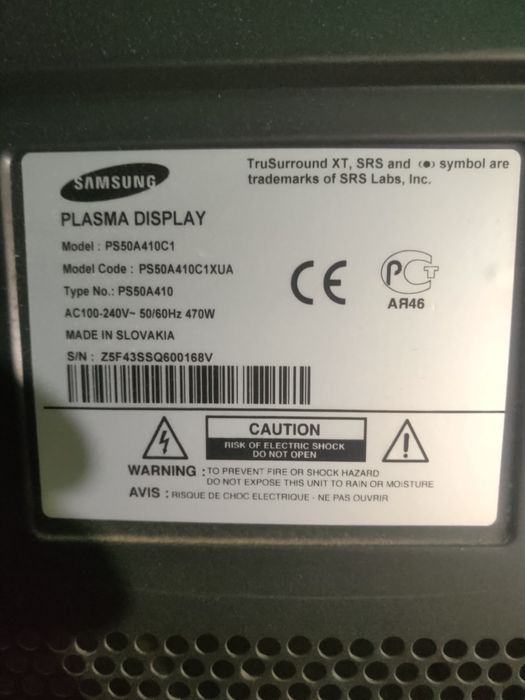 SAMSUNG
TruSurround XT, SRS and (●) symbol are
trademarks of SRS Labs, Inc.
PLASMA DISPLAY
Model : PS50A410C1
Model Code : PS50A410C1XUA
Type No.: PS50A410
AC100-240V~ 50/60Hz 470W
MADE IN SLOVAKIA
S/N : Z5F43SSQ600168V
CE
РСТ
АЯ46
CAUTION
RISK OF ELECTRIC SHOCK
DO NOT OPEN
WARNING : TO PREVENT FIRE OR SHOCK HAZARD
DO NOT EXPOSE THIS UNIT TO RAIN OR MOISTURE
AVIS : RISQUE DE CHOC ELECTRIQUE - NE PAS OUVRIR